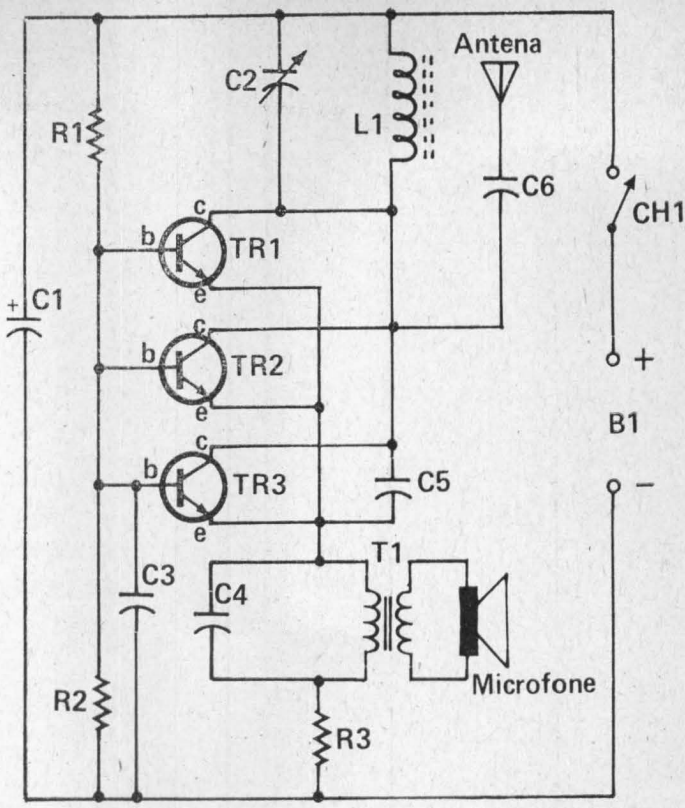 Antena
C2
L1
R1
C6
CH1
c
b
TR1
e
+
C1
c
b
TR2
e
+
B1
c
b
TR3
e
C5
−
T1
C3
C4
R2
Microfone
R3